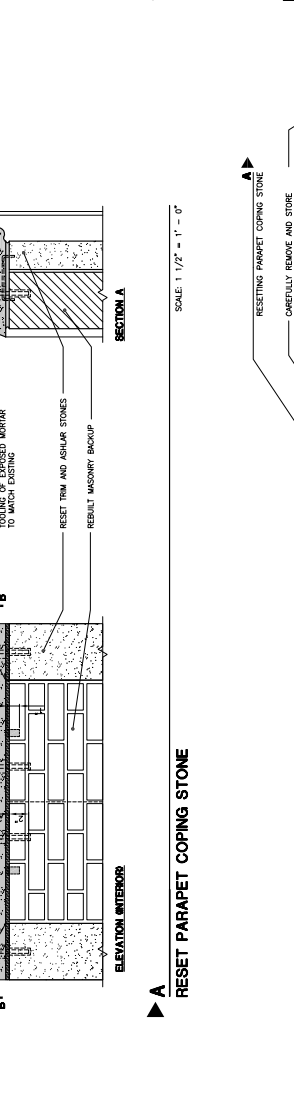 TOOLING OF EXPOSED MORTAR
TO MATCH EXISTING
B
RESET TRIM AND ASHLAR STONES
REBUILT MASONRY BACKUP
SECTION A
2"
ELEVATION (INTERIOR)
A
RESET PARAPET COPING STONE
SCALE: 1 1/2" = 1' - 0"
A
RESETTING PARAPET COPING STONE
CAREFULLY REMOVE AND STORE